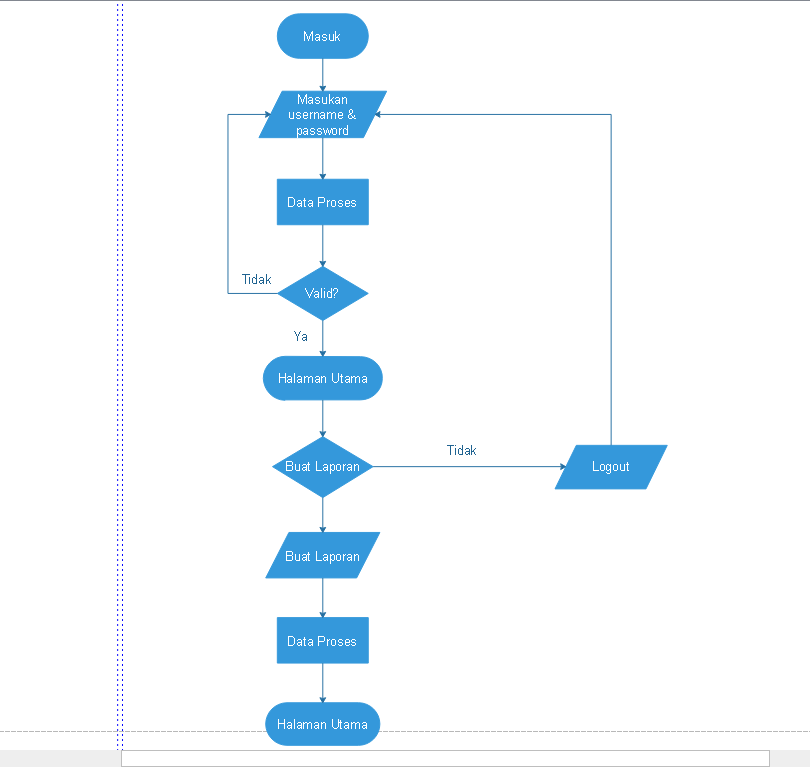 Masuk
Masukan
username &
password
Data Proses
Tidak
Valid?
Ya
Halaman Utama
Tidak
Buat Laporan
Logout
Buat Laporan
Data Proses
Halaman Utama